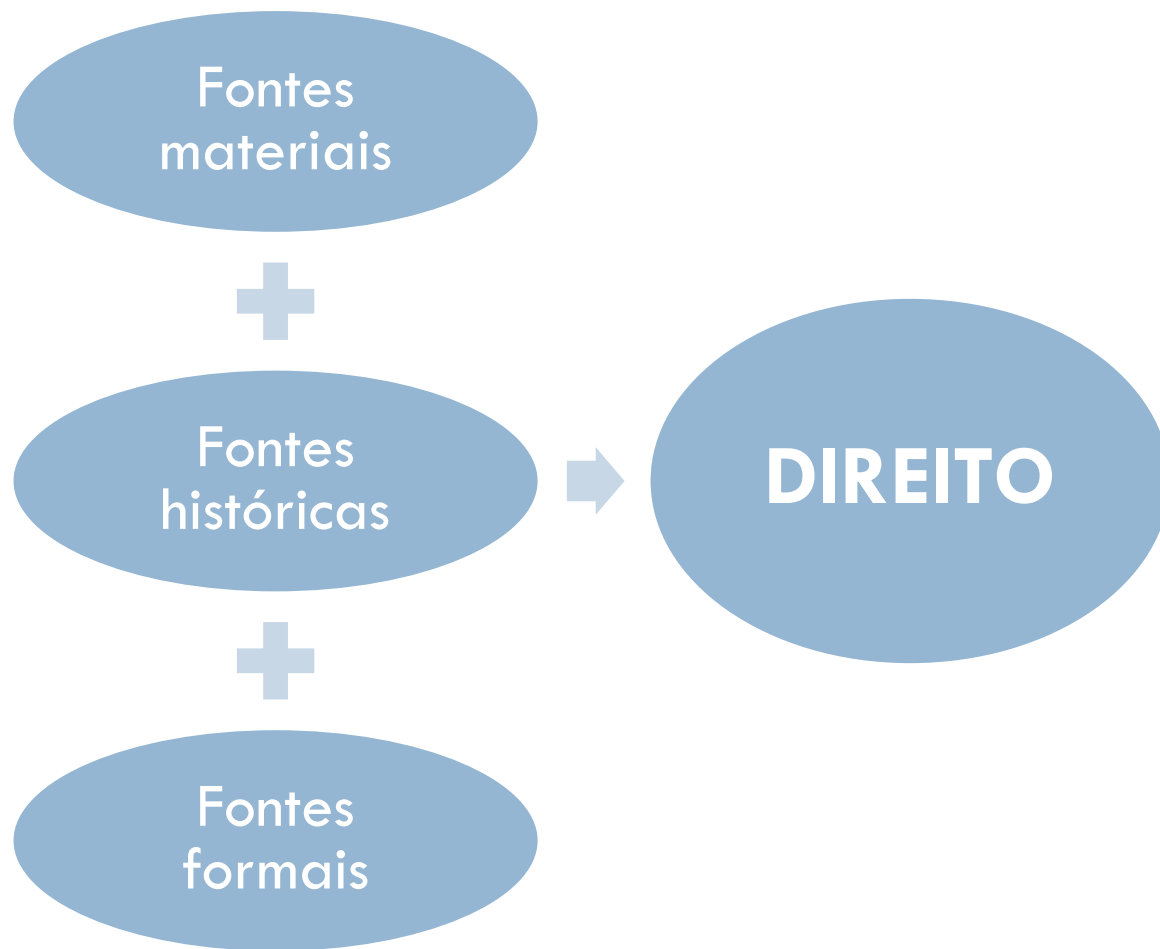 Fontes
materiais
Fontes
históricas
DIREITO
Fontes
formais